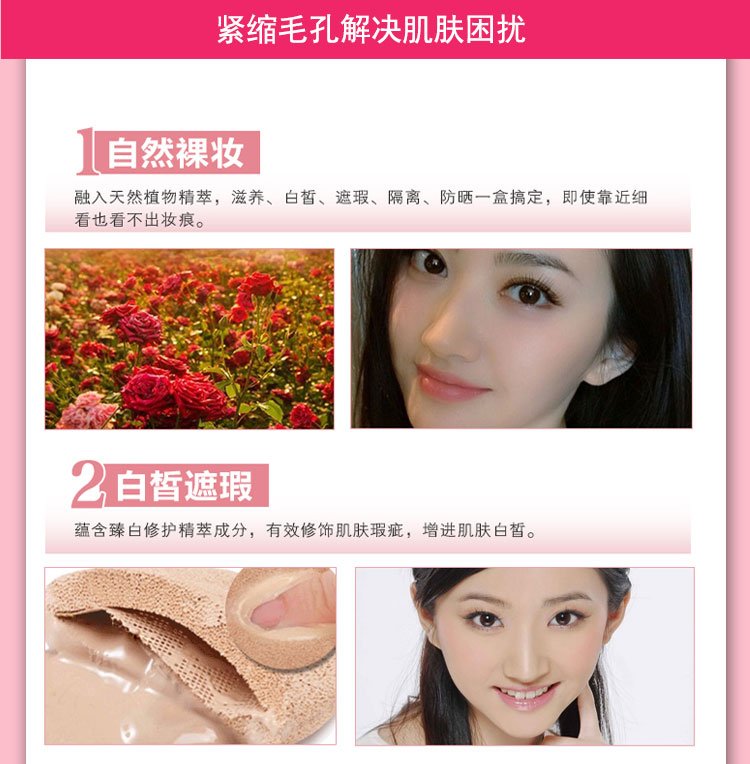 紧缩毛孔解决肌肤困扰
1 自然裸妆
融入天然植物精萃，滋养、白皙、遮瑕、隔离、防晒一盒搞定，即使靠近细
看也看不出妆痕。
2 白皙遮瑕
蕴含臻白修护精萃成分，有效修饰肌肤瑕疵，增进肌肤白皙。